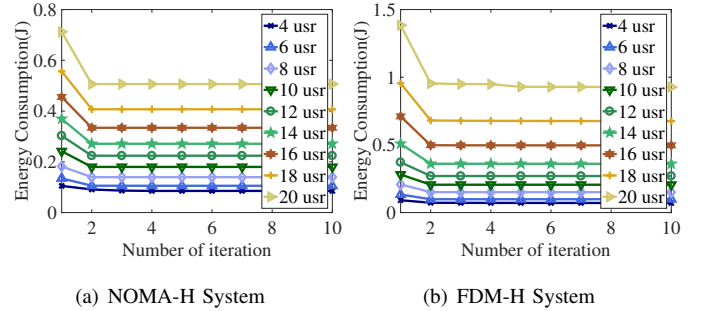 0.8
0.6
0.4
0.2
0
Energy Consumption(J)
2 4 6 8 10
Number of iteration
4 usr
6 usr
8 usr
10 usr
12 usr
14 usr
16 usr
18 usr
20 usr
(a) NOMA-H System
1.5
1
0.5
0
Energy Consumption(J)
2 4 6 8 10
Number of iteration
4 usr
6 usr
8 usr
10 usr
12 usr
14 usr
16 usr
18 usr
20 usr
(b) FDM-H System